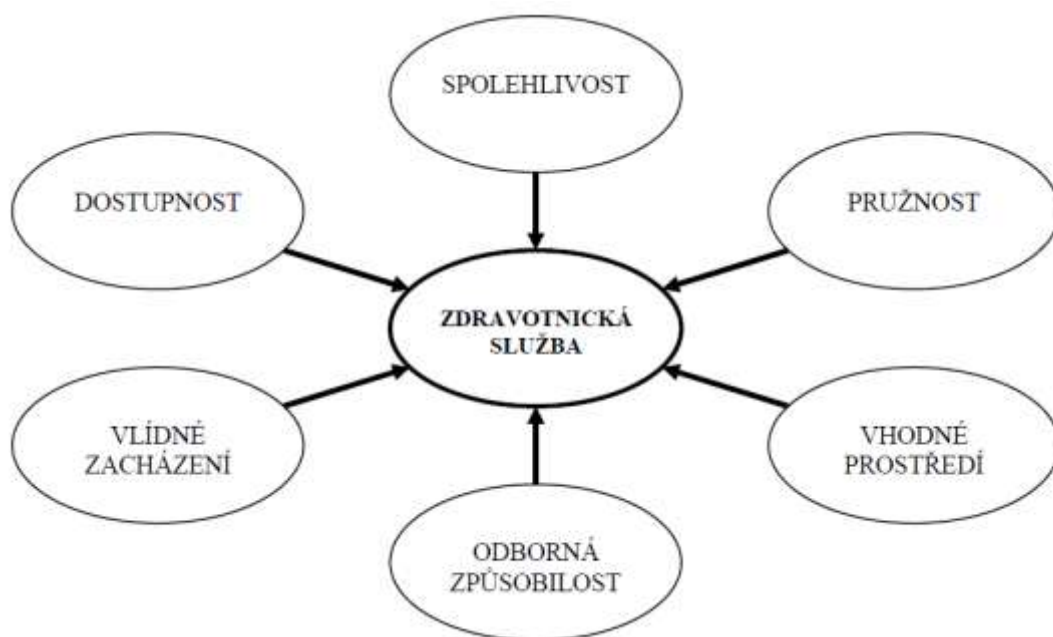 SPOLEHLIVOST
DOSTUPNOST
PRUŽNOST
ZDRAVOTNICKÁ
SLUŽBA
VLÍDNÉ
ZACHÁZENÍ
VHODNÉ
PROSTŘEDÍ
ODBORNÁ
ZPŮSOBILOST